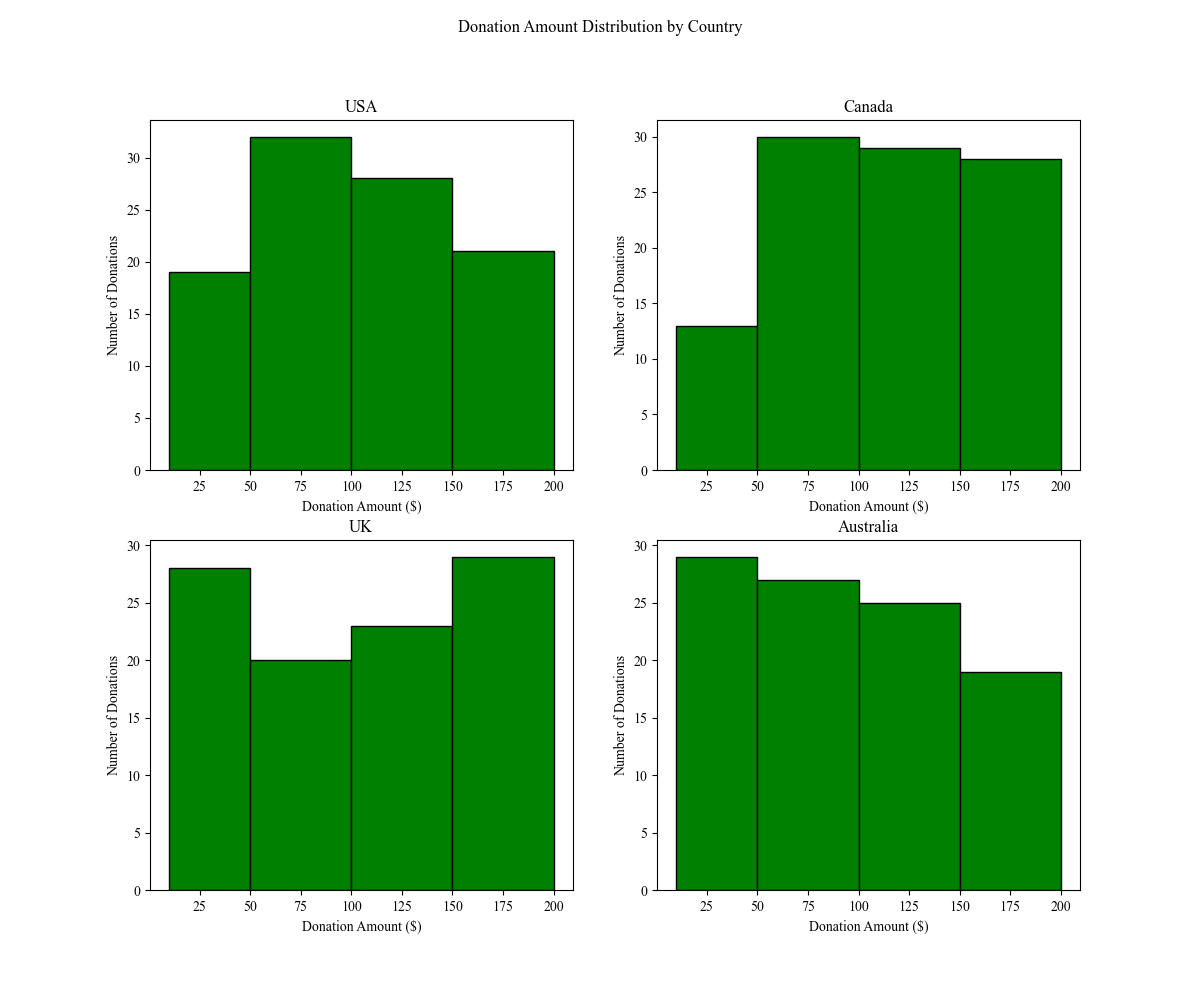 Donation Amount Distribution by Country
USA
Number of Donations
30
25
20
15
10
5
0
25 50 75 100 125 150 175 200
Donation Amount ($)
Canada
Number of Donations
30
25
20
15
10
5
0
25 50 75 100 125 150 175 200
Donation Amount ($)
UK
Number of Donations
30
25
20
15
10
5
0
25 50 75 100 125 150 175 200
Donation Amount ($)
Australia
Number of Donations
30
25
20
15
10
5
0
25 50 75 100 125 150 175 200
Donation Amount ($)